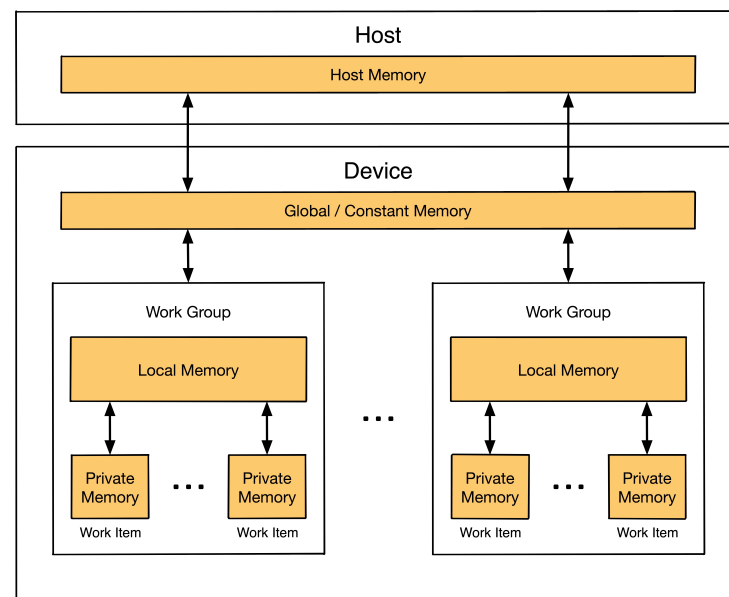 Host
Host Memory
Device
Global / Constant Memory
Work Group
Local Memory
Private
Memory
...
Private
Memory
Work Item
Work Item
...
Work Group
Local Memory
Private
Memory
...
Private
Memory
Work Item
Work Item